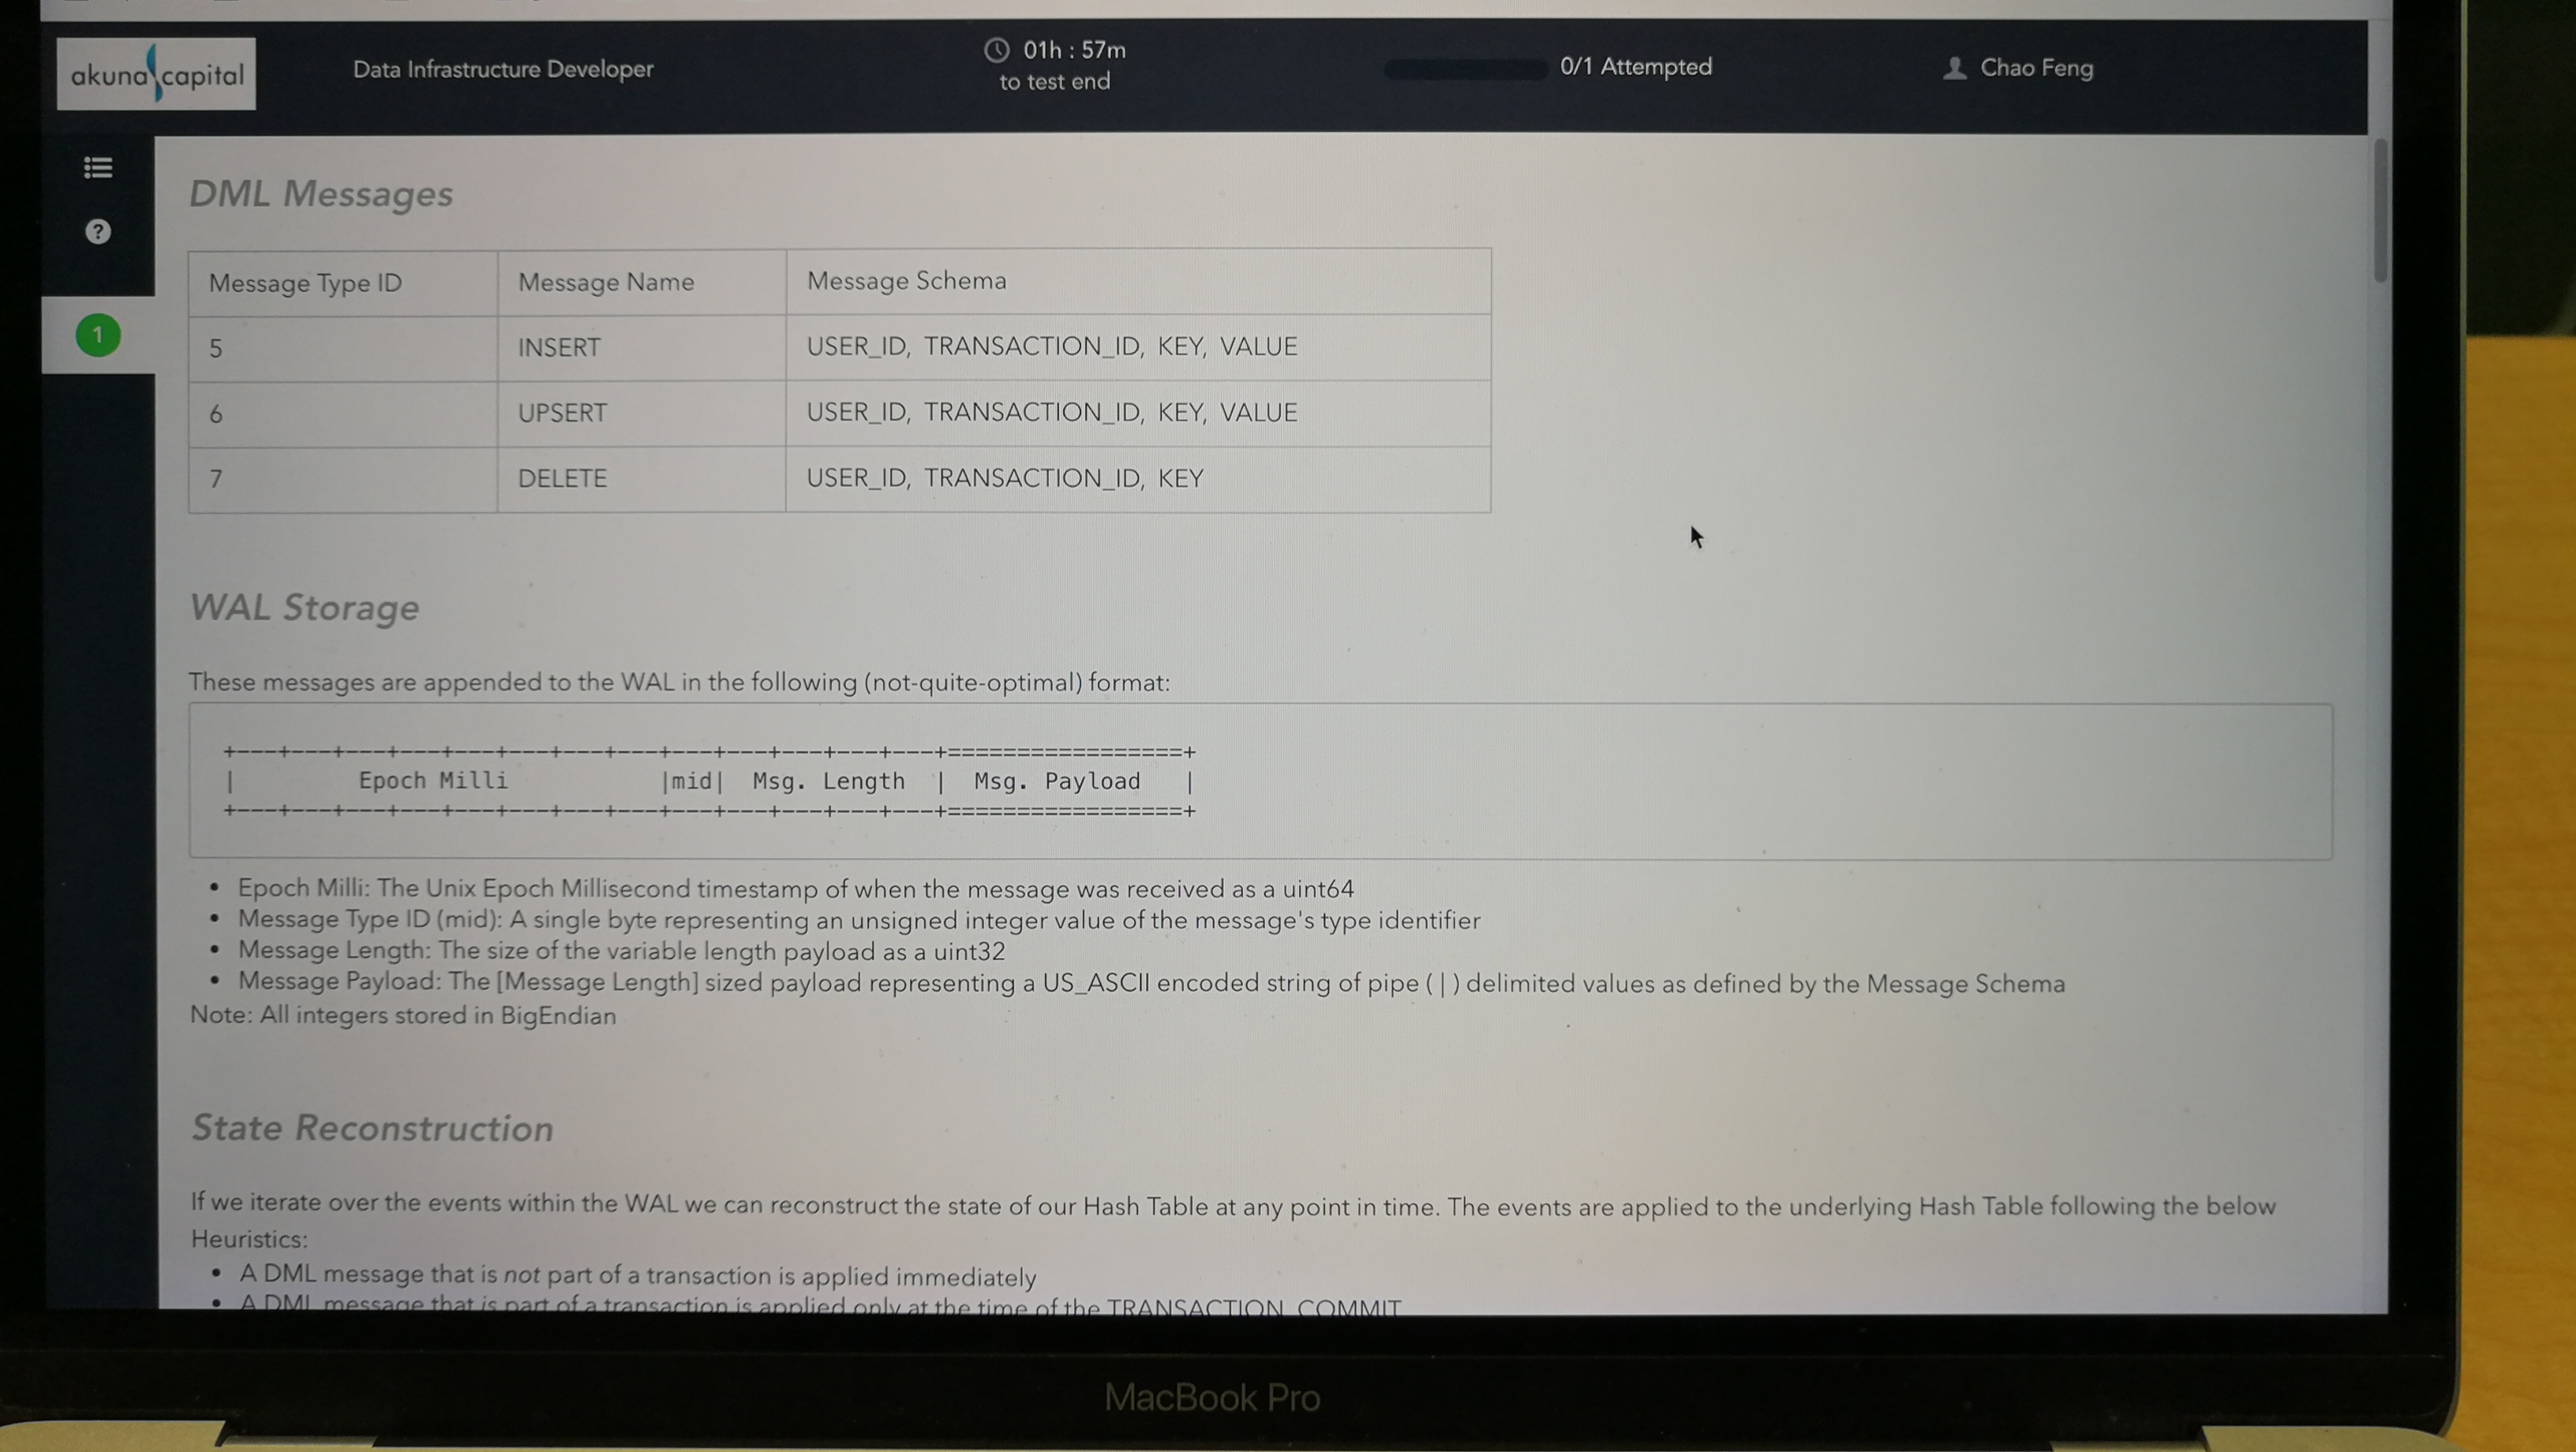 akuna capital
Data Infrastructure Developer
01h : 57m
to test end
0/1 Attempted
Chao Feng
?
1
DML Messages
Message Type ID Message Name Message Schema
5 INSERT USER_ID, TRANSACTION_ID, KEY, VALUE
6 UPSERT USER_ID, TRANSACTION_ID, KEY, VALUE
7 DELETE USER_ID, TRANSACTION_ID, KEY
WAL Storage
These messages are appended to the WAL in the following (not-quite-optimal) format:
+---+---+---+---+---+---+---+---+---+---+---+---+---+=================+
| Epoch Milli |mid| Msg. Length | Msg. Payload |
+---+---+---+---+---+---+---+---+---+---+---+---+---+=================+
• Epoch Milli: The Unix Epoch Millisecond timestamp of when the message was received as a uint64
• Message Type ID (mid): A single byte representing an unsigned integer value of the message's type identifier
• Message Length: The size of the variable length payload as a uint32
• Message Payload: The [Message Length] sized payload representing a US_ASCII encoded string of pipe ( | ) delimited values as defined by the Message Schema
Note: All integers stored in BigEndian
State Reconstruction
If we iterate over the events within the WAL we can reconstruct the state of our Hash Table at any point in time. The events are applied to the underlying Hash Table following the below
Heuristics:
• A DML message that is not part of a transaction is applied immediately
• A DML message that is part of a transaction is applied only at the time of the TRANSACTION_COMMIT
MacBook Pro